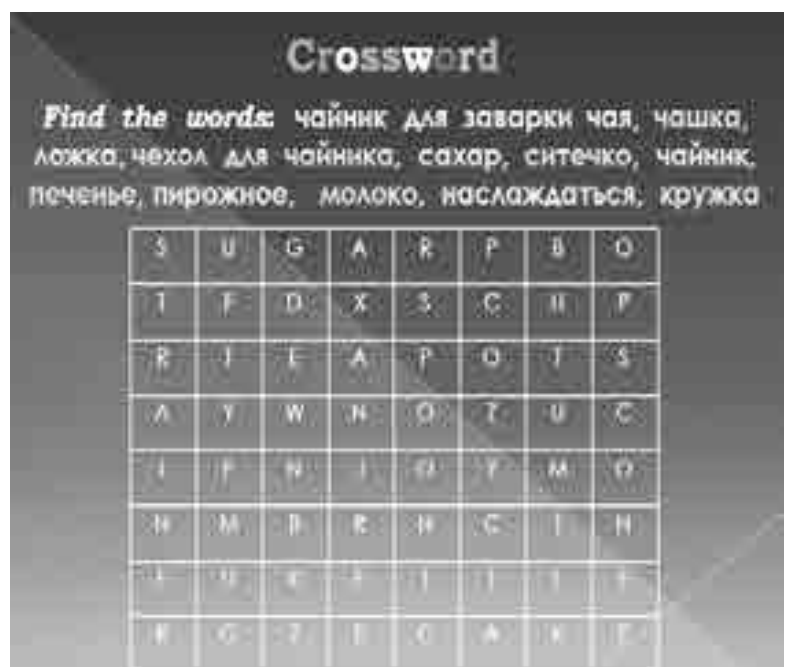 Crossword
Find the words: чайник для заварки чая, чашка,
ложка, чехол для чайника, сахар, ситечко, чайник,
печенье, пирожное, молоко, наслаждаться, кружка
S U G A R P B O
T F D X S C U P
R J E A P O T S
A Y W N O Z U C
I P N I O Y M O
N M B R N G I N